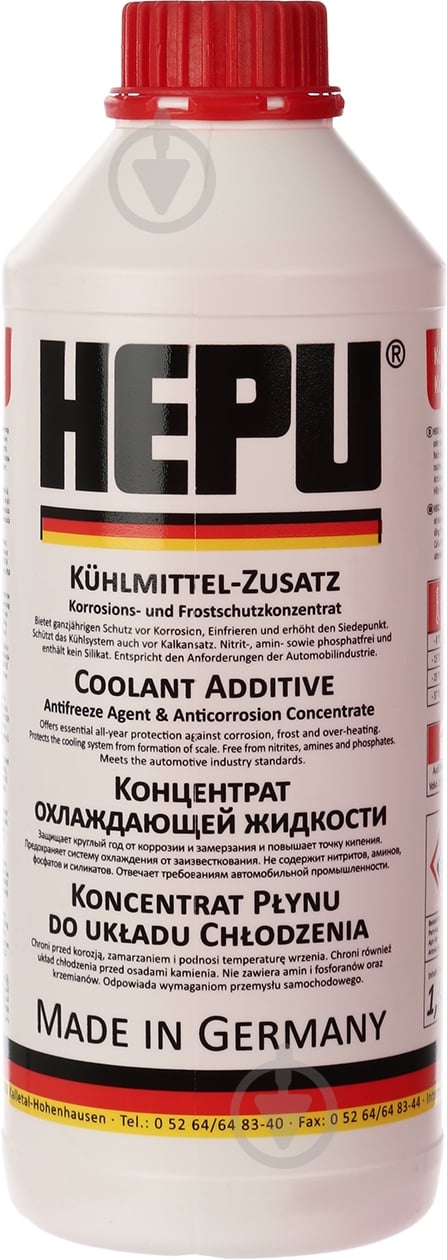 HEPU®
KÜHLMITTEL-ZUSATZ
Korrosions- und Frostschutzkonzentrat
Bietet ganzjährigen Schutz vor Korrosion, Einfrieren und erhöht den Siedepunkt.
Schützt das Kühlsystem auch vor Kalkansatz. Nitrit-, amin- sowie phosphatfrei und
enthält kein Silikat. Entspricht den Anforderungen der Automobilindustrie.
COOLANT ADDITIVE
Antifreeze Agent & Anticorrosion Concentrate
Offers essential all-year protection against corrosion, frost and over-heating.
Protects the cooling system from formation of scale. Free from nitrites, amines and phosphates.
Meets the automotive industry standards.
КОНЦЕНТРАТ
ОХЛАЖДАЮЩЕЙ ЖИДКОСТИ
Защищает круглый год от коррозии и замерзания и повышает точку кипения.
Предохраняет систему охлаждения от известкования. Не содержит нитритов, аминов,
фосфатов и силикатов. Отвечает требованиям автомобильной промышленности.
KONCENTRAT PŁYNU
DO UKŁADU CHŁODZENIA
Chroni przed korozją, zamarzaniem i podnosi temperaturę wrzenia. Chroni również
układ chłodzenia przed osadami kamienia. Nie zawiera amin i fosforanów oraz
krzemianów. Odpowiada wymaganiom przemysłu samochodowego.
MADE IN GERMANY
Kalletal-Hohenhausen · Tel.: 0 52 64/64 83-40 · Fax: 0 52 64/64 83-44 ·